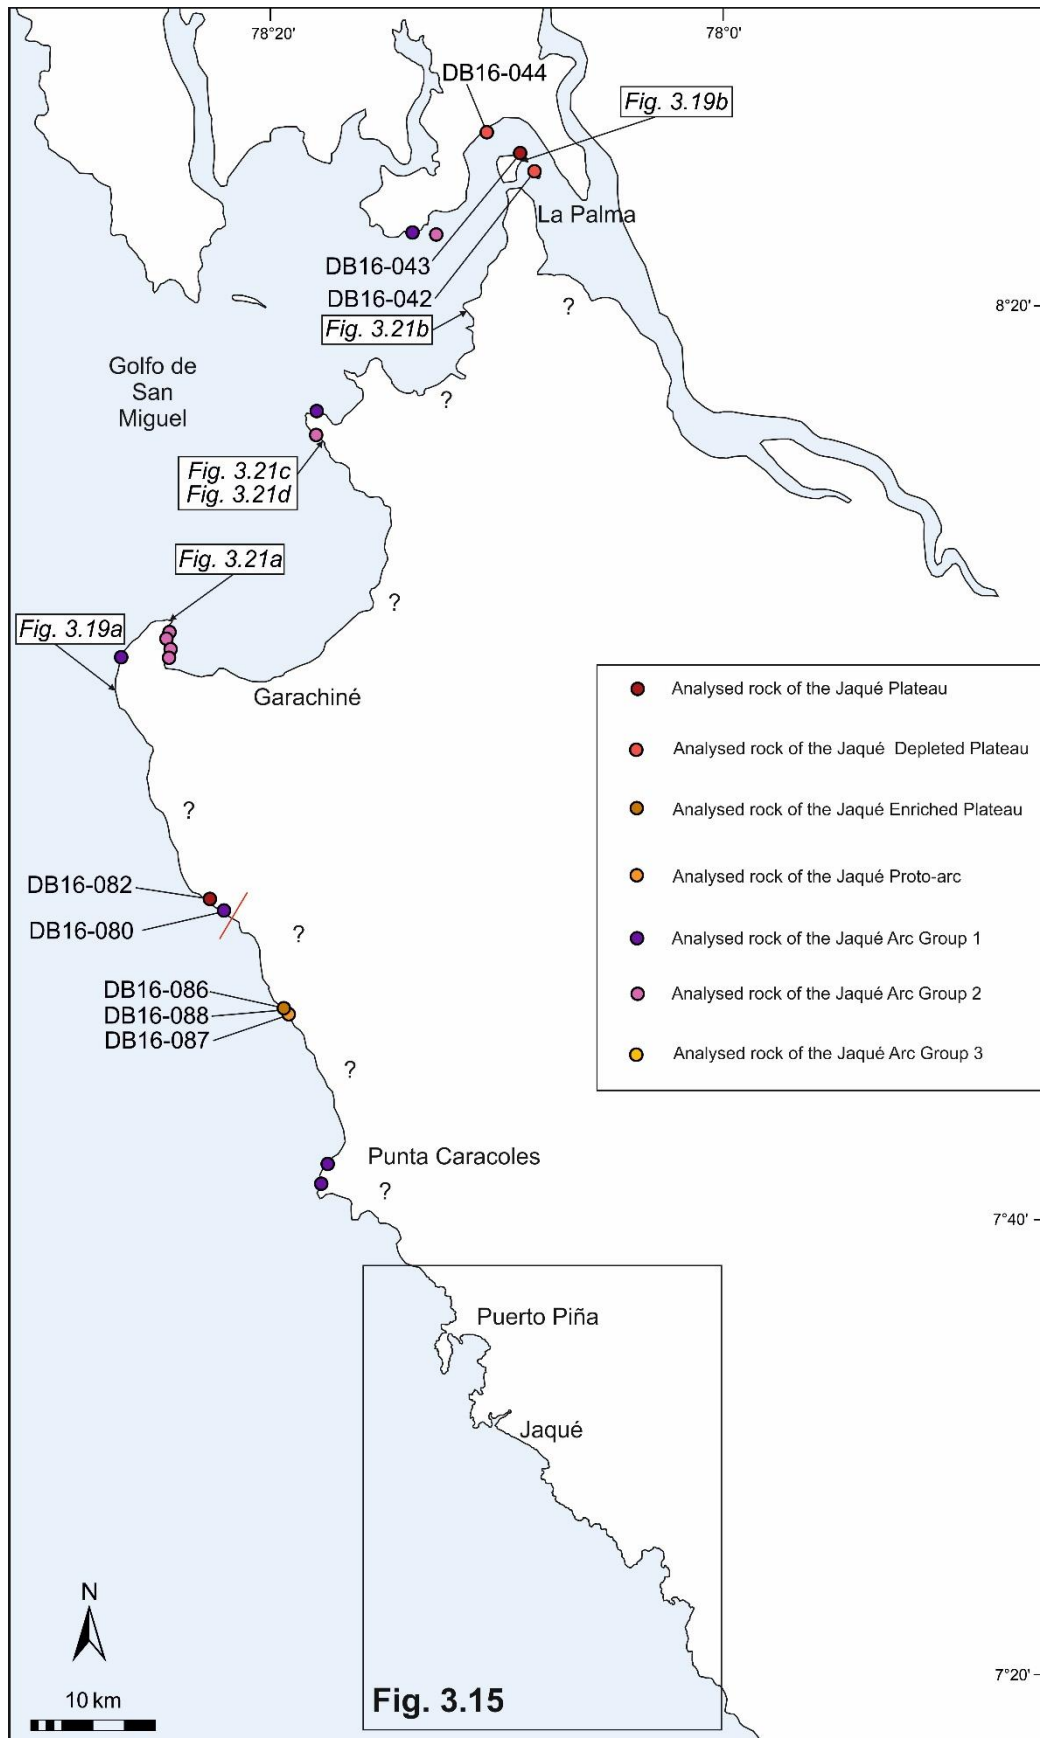 78°20'
78°0'
DB16-044
Fig. 3.19b
La Palma
DB16-043
DB16-042
8°20'
Fig. 3.21b
?
Golfo de
San
Miguel
?
Fig. 3.21c
Fig. 3.21d
Fig. 3.21a
?
Fig. 3.19a
Garachiné
Analysed rock of the Jaqué Plateau
Analysed rock of the Jaqué Depleted Plateau
Analysed rock of the Jaqué Enriched Plateau
Analysed rock of the Jaqué Proto-arc
Analysed rock of the Jaqué Arc Group 1
Analysed rock of the Jaqué Arc Group 2
Analysed rock of the Jaqué Arc Group 3
?
DB16-082
DB16-080
?
DB16-086
DB16-088
DB16-087
?
Punta Caracoles
?
7°40'
Puerto Piña
Jaqué
N
10 km
Fig. 3.15
7°20'